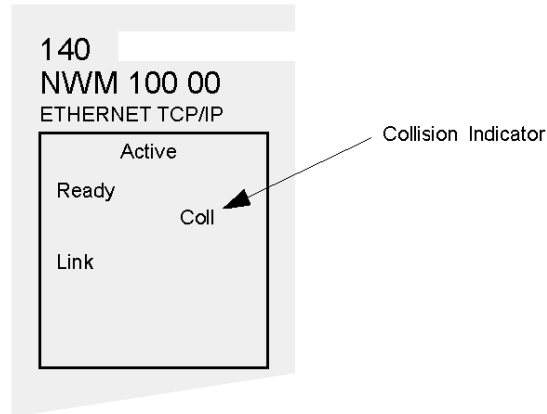 140
NWM 100 00
ETHERNET TCP/IP
Active
Ready
Coll
Link
Collision Indicator